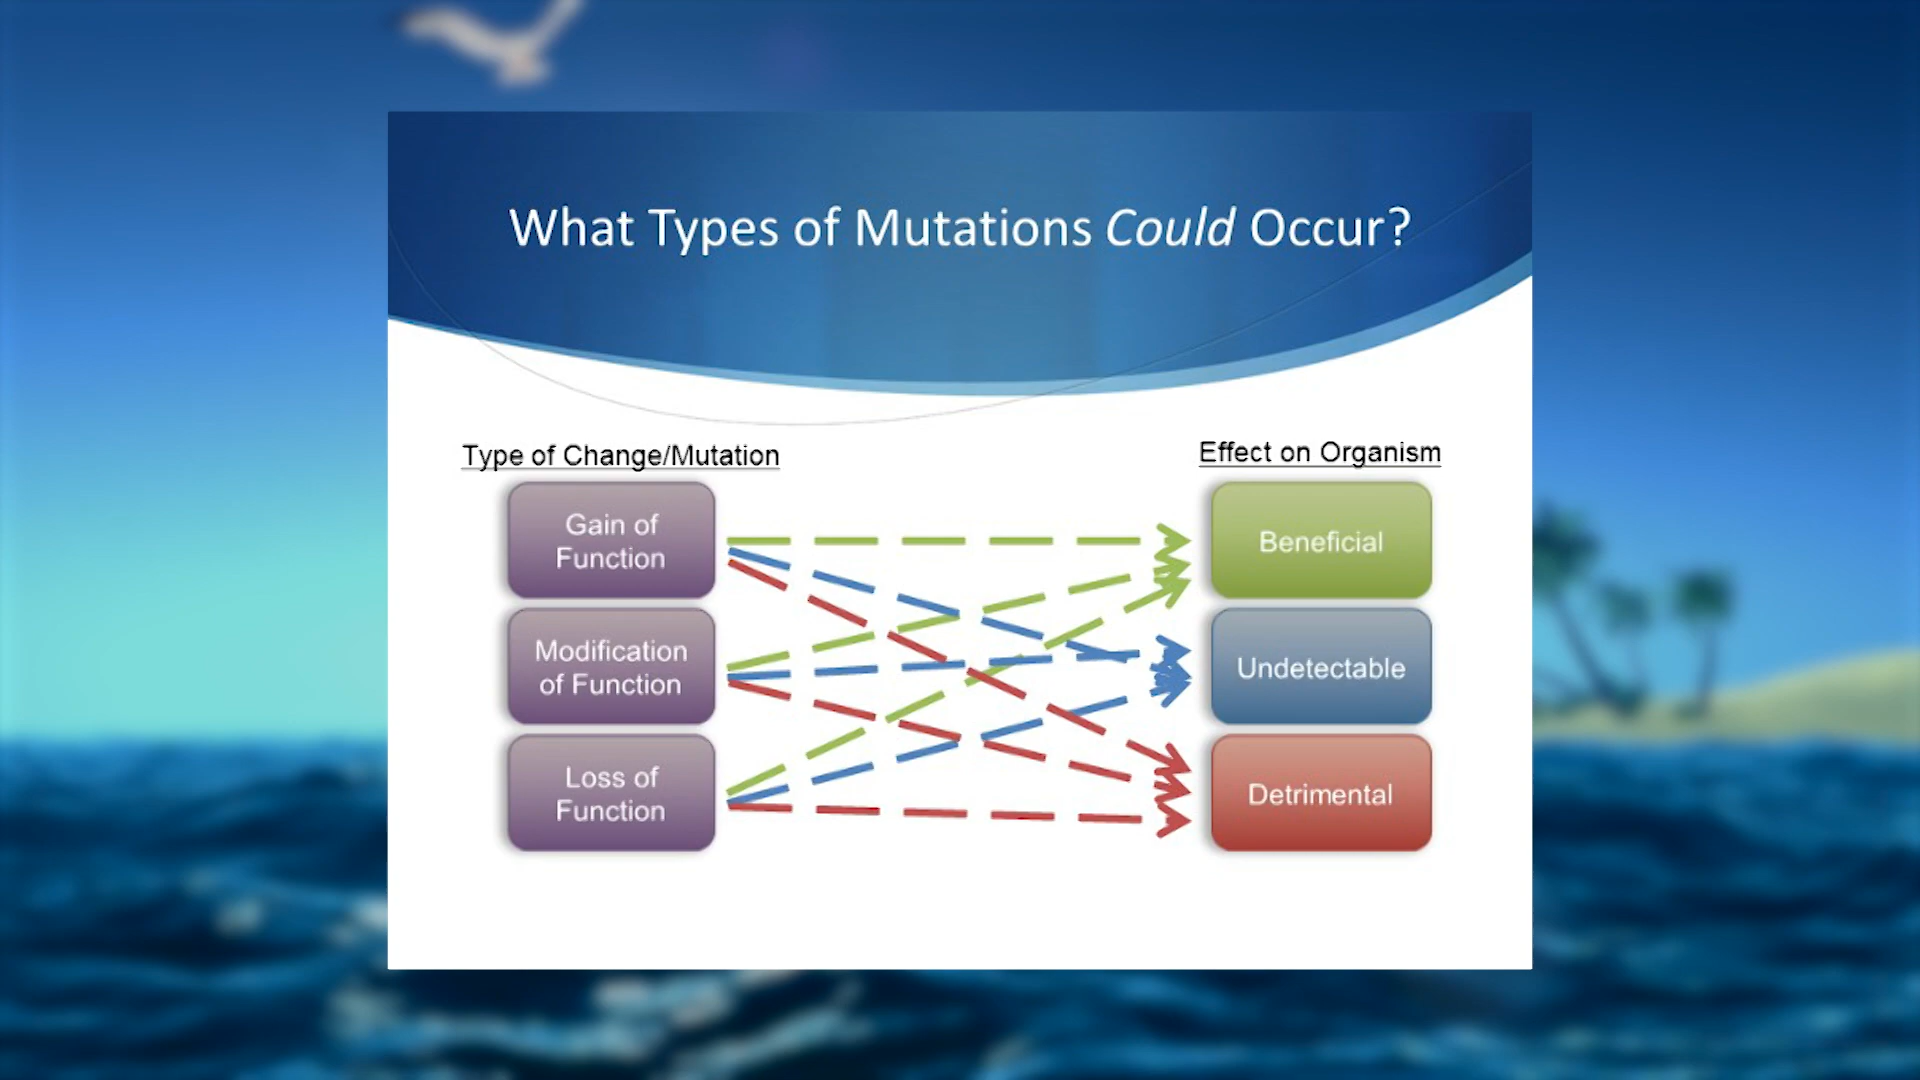 What Types of Mutations Could Occur?
Type of Change/Mutation
Effect on Organism
Gain of
Function
Beneficial
Modification
of Function
Undetectable
Loss of
Function
Detrimental